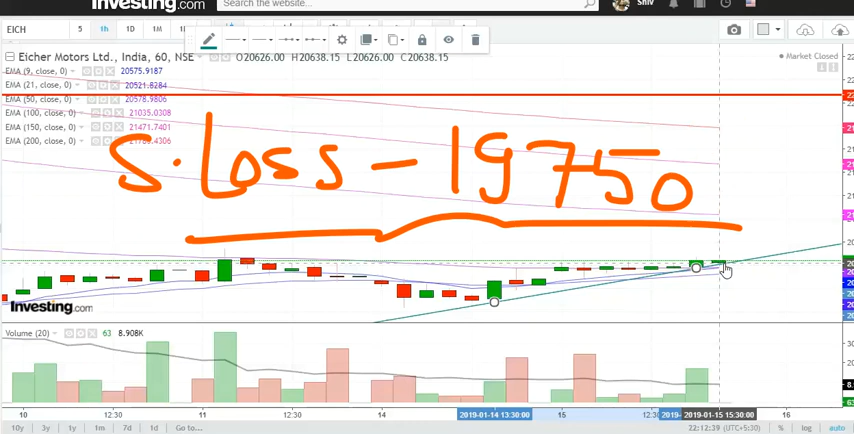 Investing.com
Search the website...
Shiv
EICH 5 1h 1D 1W 1M
Eicher Motors Ltd., India, 60, NSE O20626.00 H20638.15 L20626.00 C20638.15
Market Closed
EMA (9, close, 0) 20575.9187
EMA (21, close, 0) 20521.8284
EMA (50, close, 0) 20578.9806
EMA (100, close, 0) 21035.0308
EMA (150, close, 0) 21471.7401
EMA (200, close, 0)
S. Loss - 19750
Investing.com
Volume (20) 63 8.908K
10 12:30 11 12:30 14 2019-01-14 13:30:00 15 12:30 2019-01-15 15:30:00 16
10y 3y 1y 1m 7d 1d Go to... 22:12:39 (UTC+5:30) % log auto